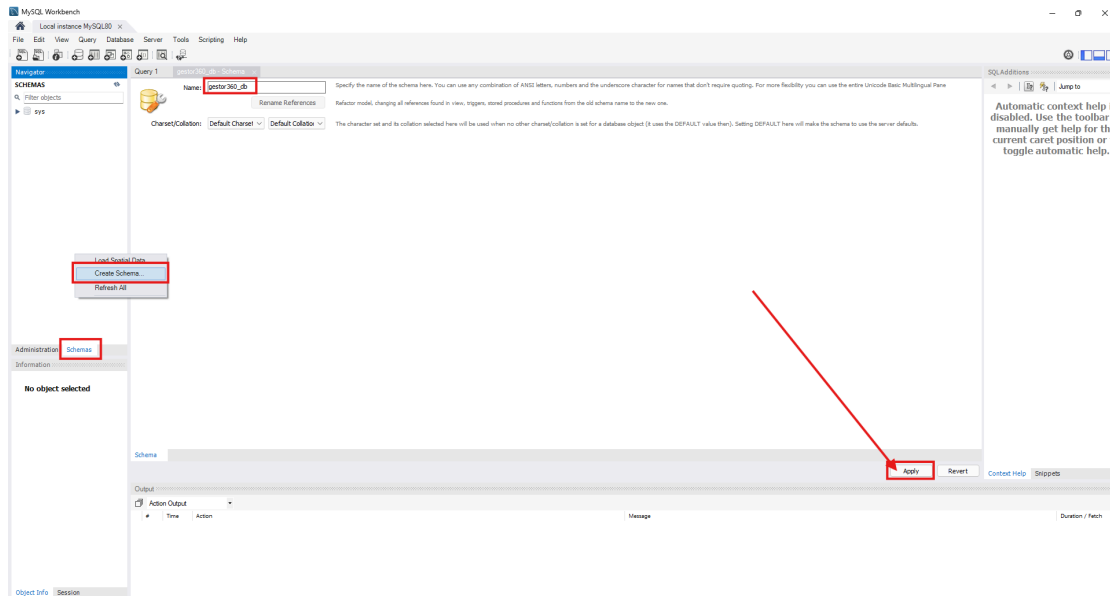 MySQL Workbench
Local instance MySQL80 ×
File Edit View Query Database Server Tools Scripting Help
Navigator
SCHEMAS
Filter objects
sys
Load Spatial Data
Create Schema...
Refresh All
Administration Schemas
Information
No object selected
Object Info Session
Query 1 gestor360_db - Schema
Name: gestor360_db
Specify the name of the schema here. You can use any combination of ANSI letters, numbers and the underscore character for names that don't require quoting. For more flexibility you can use the entire Unicode Basic Multilingual Pane
Rename References
Refactor model, changing all references found in view, triggers, stored procedures and functions from the old schema name to the new one.
Charset/Collation: Default Charset Default Collation
The character set and its collation selected here will be used when no other charset/collation is set for a database object (it uses the DEFAULT value then). Setting DEFAULT here will make the schema to use the server defaults.
Schema
Apply Revert
Output
Action Output
# Time Action Message Duration / Fetch
SQLAdditions
Jump to
Automatic context help i
disabled. Use the toolbar
manually get help for th
current caret position or
toggle automatic help.
Context Help Snippets